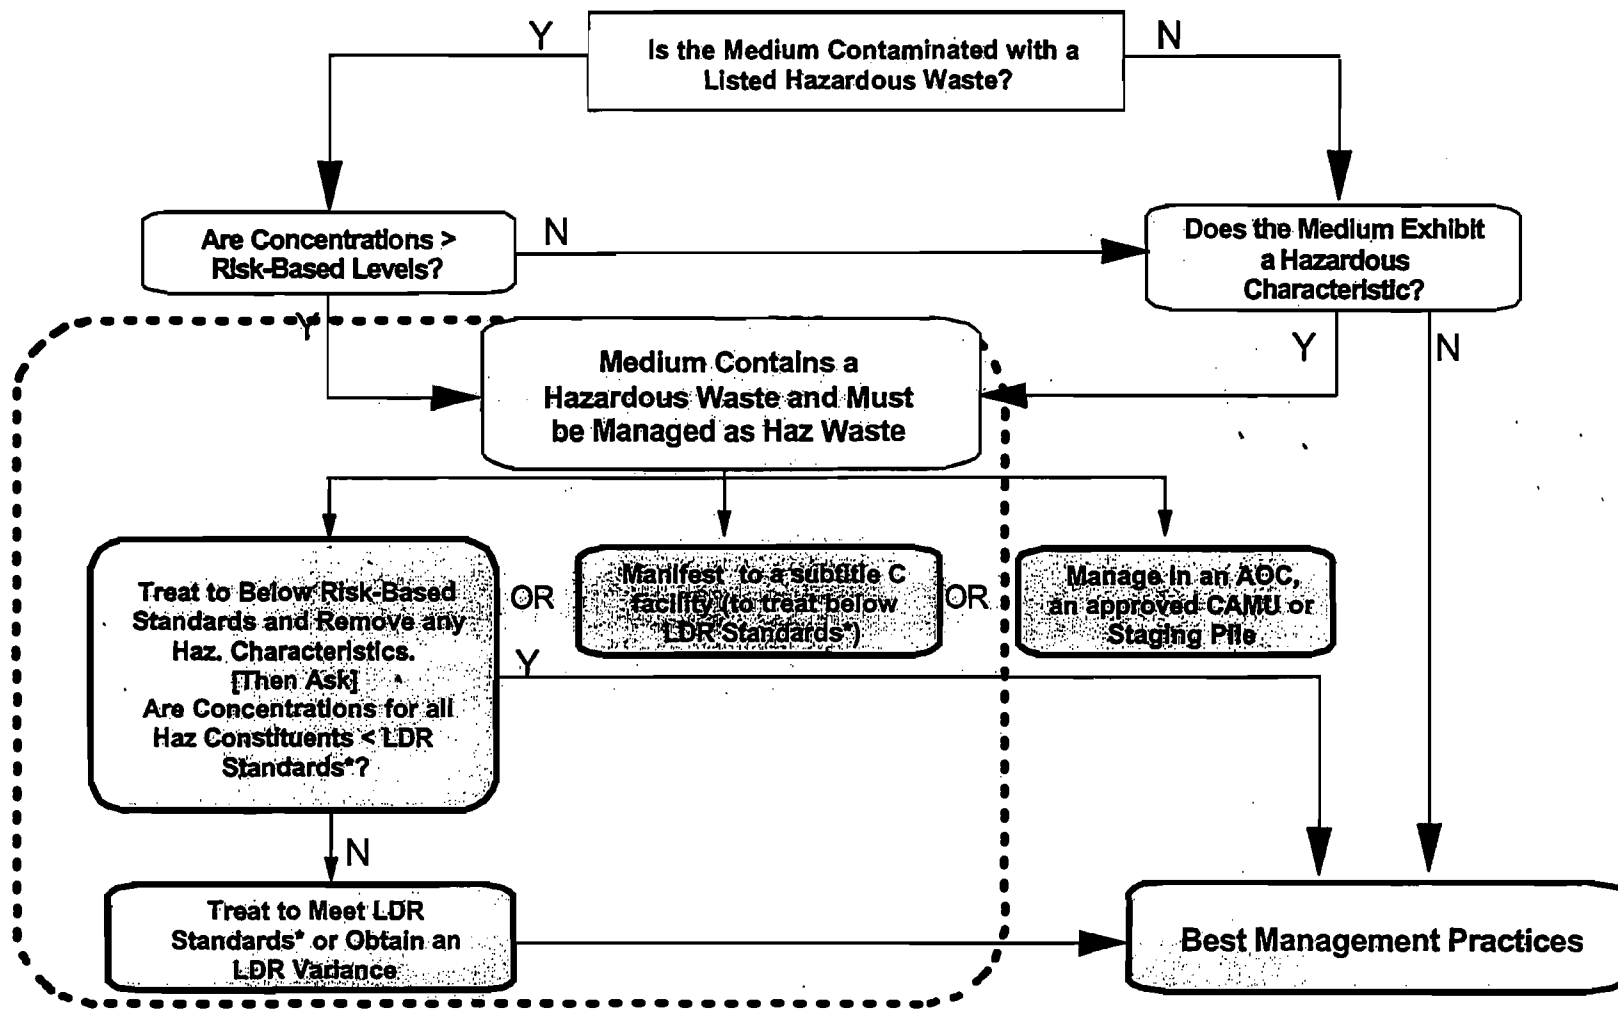 Y
Is the Medium Contaminated with a
Listed Hazardous Waste?
N
Are Concentrations >
Risk-Based Levels?
N
Does the Medium Exhibit
a Hazardous
Characteristic?
Y
Medium Contains a
Hazardous Waste and Must
be Managed as Haz Waste
Y
N
Treat to Below Risk-Based
Standards and Remove any
Haz. Characteristics.
[Then Ask]
Are Concentrations for all
Haz Constituents < LDR
Standards*?
OR
Manifest to a subtitle C
facility (to treat below
LDR Standards*)
OR
Manage in an AOC,
an approved CAMU or
Staging Pile
Y
N
Treat to Meet LDR
Standards* or Obtain an
LDR Variance
Best Management Practices